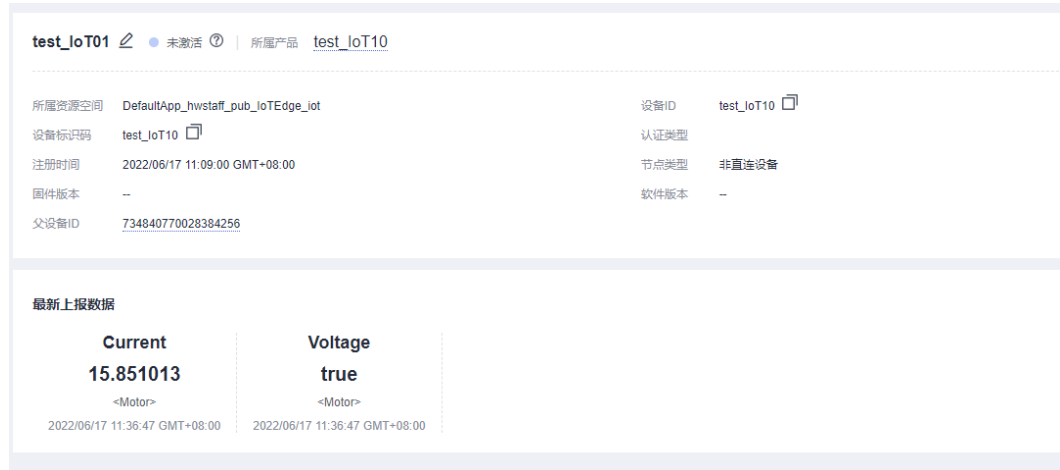 test_IoT01 未激活 所属产品 test_IoT10
所属资源空间 DefaultApp_hwstaff_pub_IoTEdge_iot 设备ID test_IoT10
设备标识码 test_IoT10 认证类型
注册时间 2022/06/17 11:09:00 GMT+08:00 节点类型 非直连设备
固件版本 -- 软件版本 --
父设备ID 734840770028384256
最新上报数据
Current Voltage
15.851013 true
<Motor> <Motor>
2022/06/17 11:36:47 GMT+08:00 2022/06/17 11:36:47 GMT+08:00